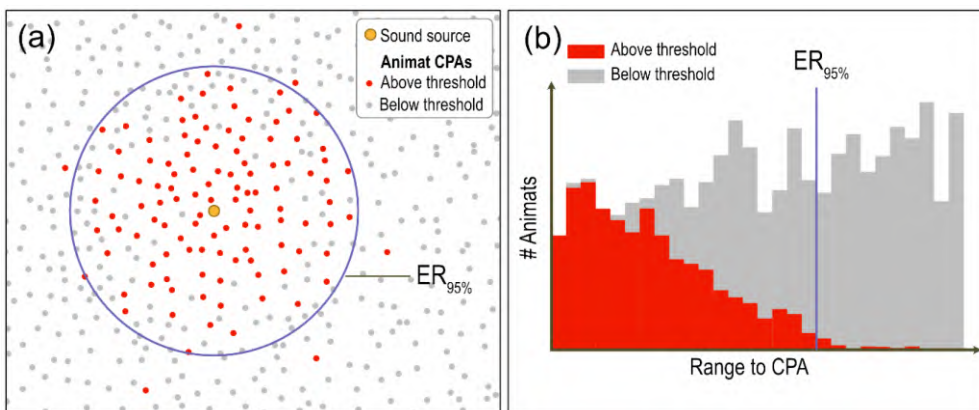 (a)
Sound source
Animat CPAs
Above threshold
Below threshold
ER95%
(b)
Above threshold
Below threshold
ER95%
# Animats
Range to CPA